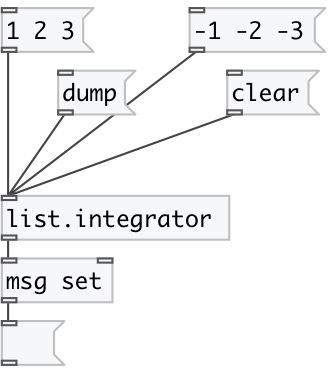 1 2 3
-1 -2 -3
dump
clear
list.integrator
msg set